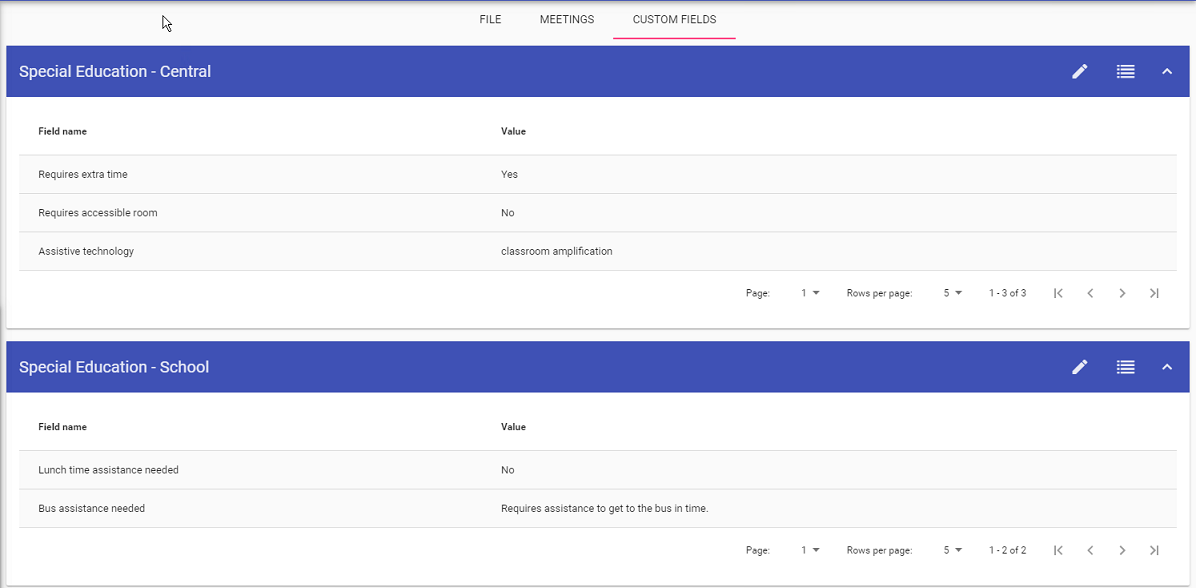 FILE MEETINGS CUSTOM FIELDS
Special Education - Central
Field name Value
Requires extra time Yes
Requires accessible room No
Assistive technology classroom amplification
Page: 1 Rows per page: 5 1 - 3 of 3
Special Education - School
Field name Value
Lunch time assistance needed No
Bus assistance needed Requires assistance to get to the bus in time.
Page: 1 Rows per page: 5 1 - 2 of 2